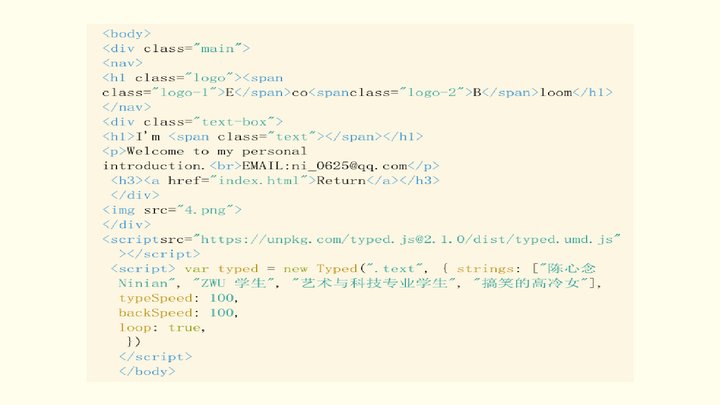 <body>
<div class="main">
<nav>
<h1 class="logo"><span
class="logo-1">E</span>co<spanclass="logo-2">B</span>loom</h1>
</nav>
<div class="text-box">
<h1>I'm <span class="text"></span></h1>
<p>Welcome to my personal
introduction.<br>EMAIL:ni_0625@qq.com</p>
<h3><a href="index.html">Return</a></h3>
</div>
<img src="4.png">
</div>
<scriptsrc="https://unpkg.com/typed.js@2.1.0/dist/typed.umd.js"
></script>
<script> var typed = new Typed(".text", { strings: ["陈心念
Ninian", "ZWU 学生", "艺术与科技专业学生", "搞笑的高冷女"],
typeSpeed: 100,
backSpeed: 100,
loop: true,
})
</script>
</body>